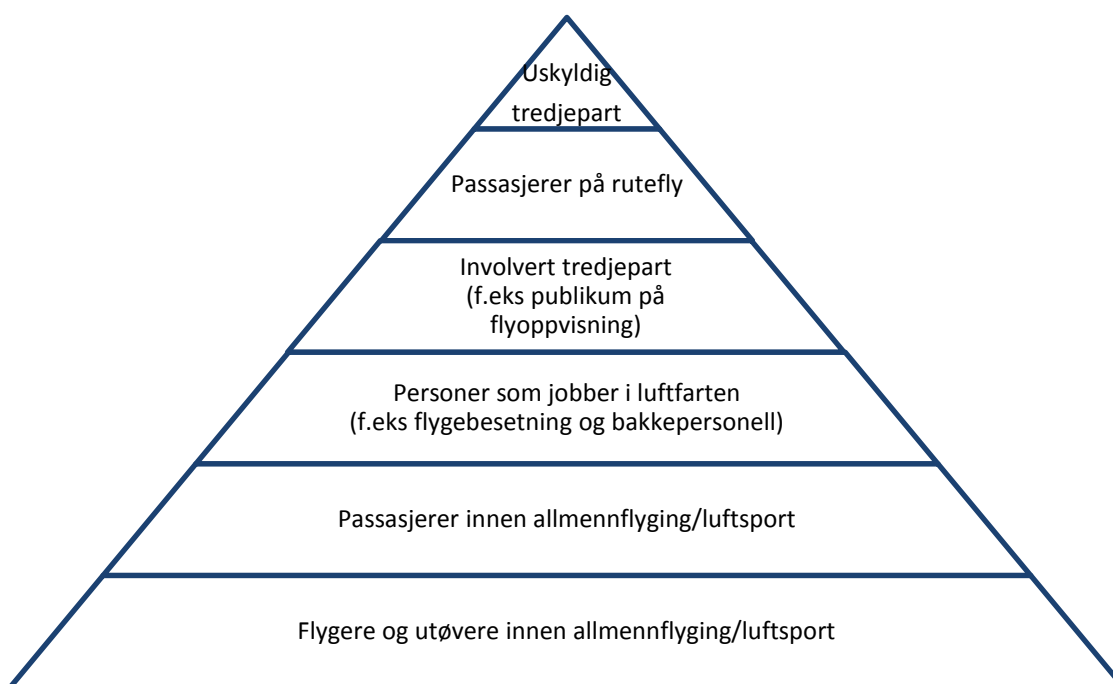 Uskyldig
tredjepart
Passasjerer på rutefly
Involvert tredjepart
(f.eks publikum på
flyoppvisning)
Personer som jobber i luftfarten
(f.eks flygebesetning og bakkepersonell)
Passasjerer innen allmennflyging/luftsport
Flygere og utøvere innen allmennflyging/luftsport